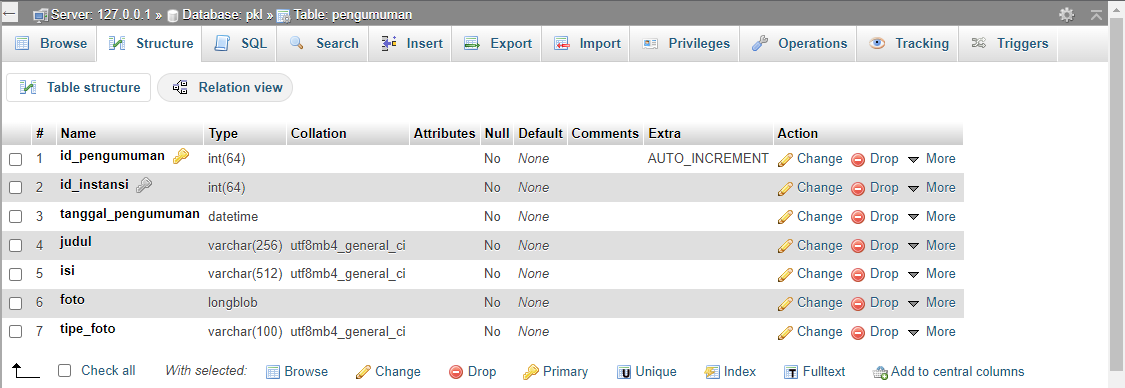 Server: 127.0.0.1 » Database: pkl » Table: pengumuman
Browse Structure SQL Search Insert Export Import Privileges Operations Tracking Triggers
Table structure Relation view
# Name Type Collation Attributes Null Default Comments Extra Action
1 id_pengumuman int(64) No None AUTO_INCREMENT Change Drop More
2 id_instansi int(64) No None Change Drop More
3 tanggal_pengumuman datetime No None Change Drop More
4 judul varchar(256) utf8mb4_general_ci No None Change Drop More
5 isi varchar(512) utf8mb4_general_ci No None Change Drop More
6 foto longblob No None Change Drop More
7 tipe_foto varchar(100) utf8mb4_general_ci No None Change Drop More
Check all With selected: Browse Change Drop Primary Unique Index Fulltext Add to central columns